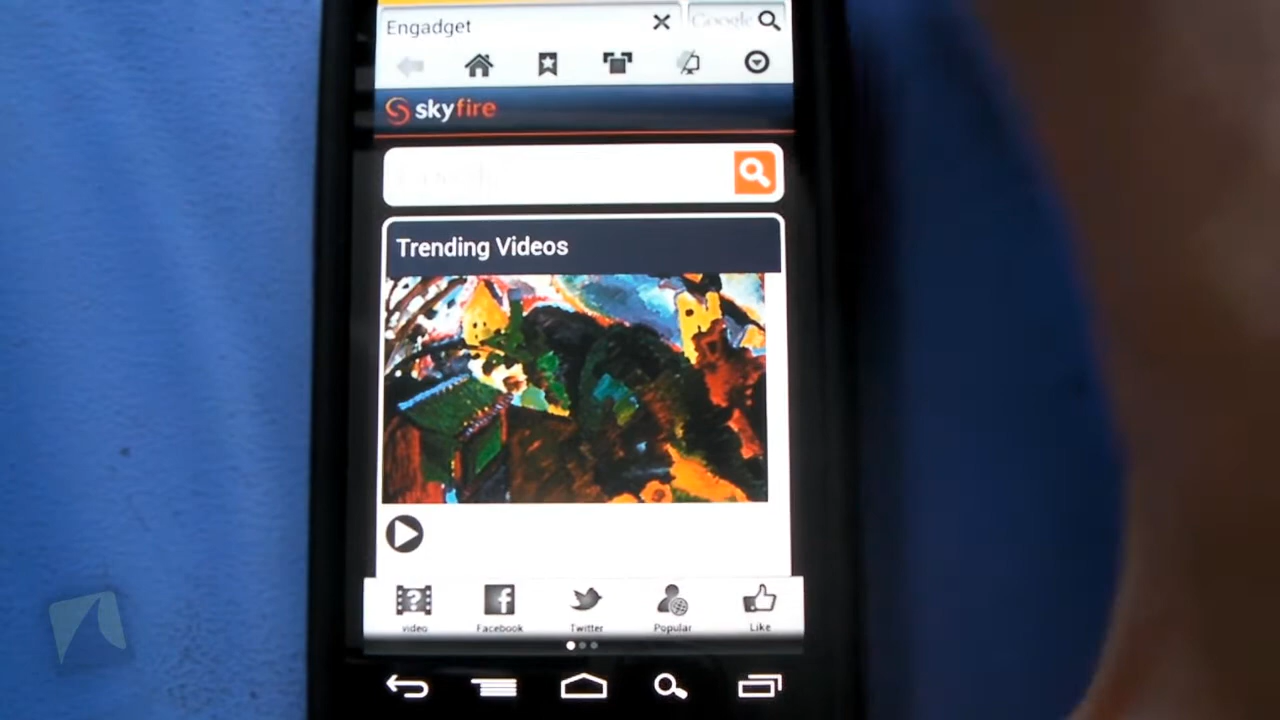 Engadget
Google
skyfire
Trending Videos
video
Facebook
Twitter
Popular
Like